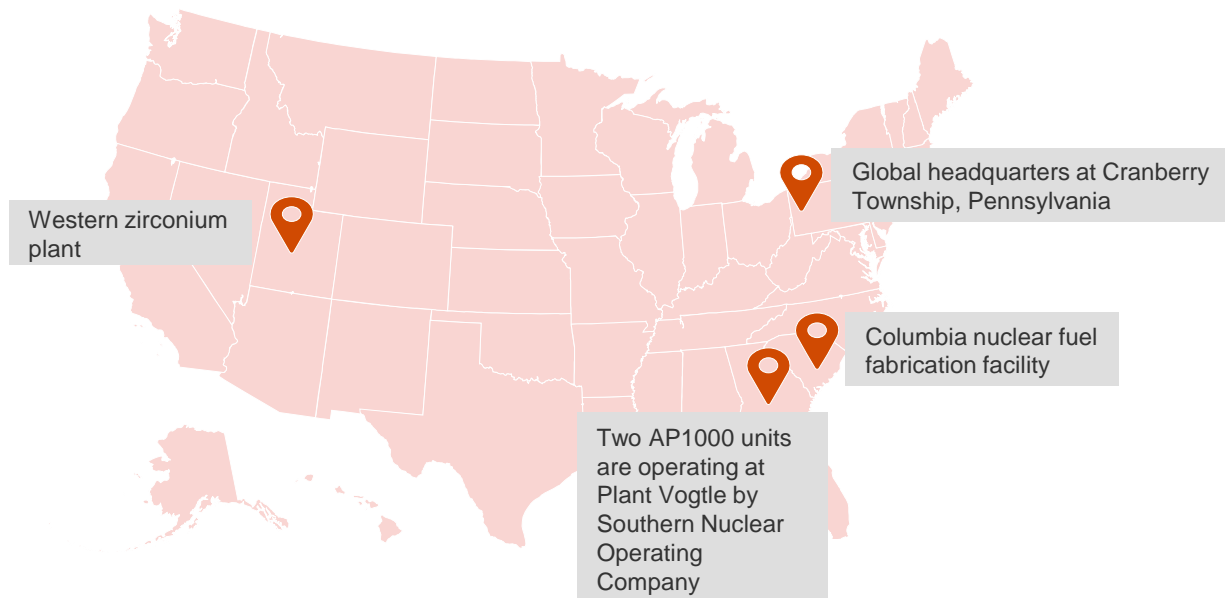 Global headquarters at Cranberry
Township, Pennsylvania
Western zirconium
plant
Columbia nuclear fuel
fabrication facility
Two AP1000 units
are operating at
Plant Vogtle by
Southern Nuclear
Operating
Company